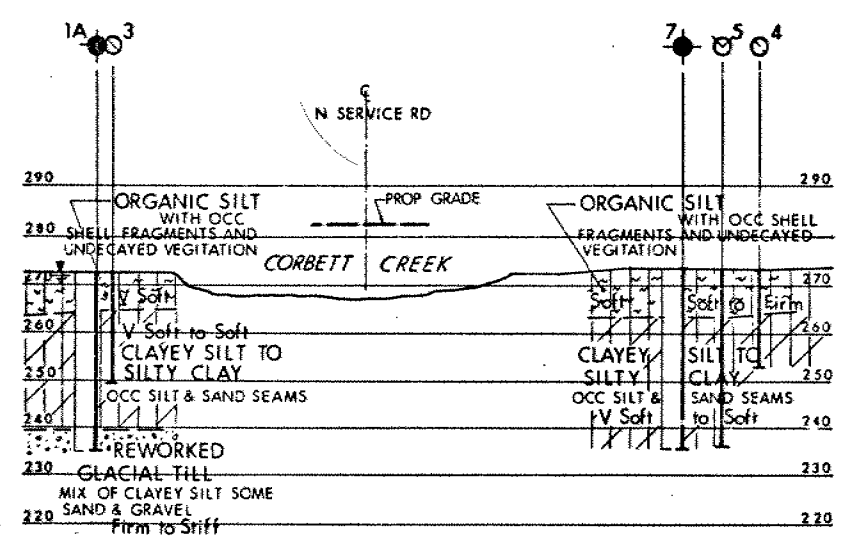 1A 3 7 5 4
℄
N SERVICE RD
290 290
ORGANIC SILT PROP GRADE ORGANIC SILT
WITH OCC WITH OCC SHELL
280 SHELL FRAGMENTS AND FRAGMENTS AND UNDECAYED 280
UNDECAYED VEGITATION VEGITATION
CORBETT CREEK
270 270
V Soft Soft Soft to Firm
260 V Soft to Soft 260
CLAYEY SILT TO CLAYEY SILT TO
SILTY CLAY SILTY CLAY
250 250
OCC SILT & SAND SEAMS OCC SILT & SAND SEAMS
240 V Soft to Soft 240
REWORKED
230 GLACIAL TILL 230
MIX OF CLAYEY SILT SOME
SAND & GRAVEL
220 Firm to Stiff 220